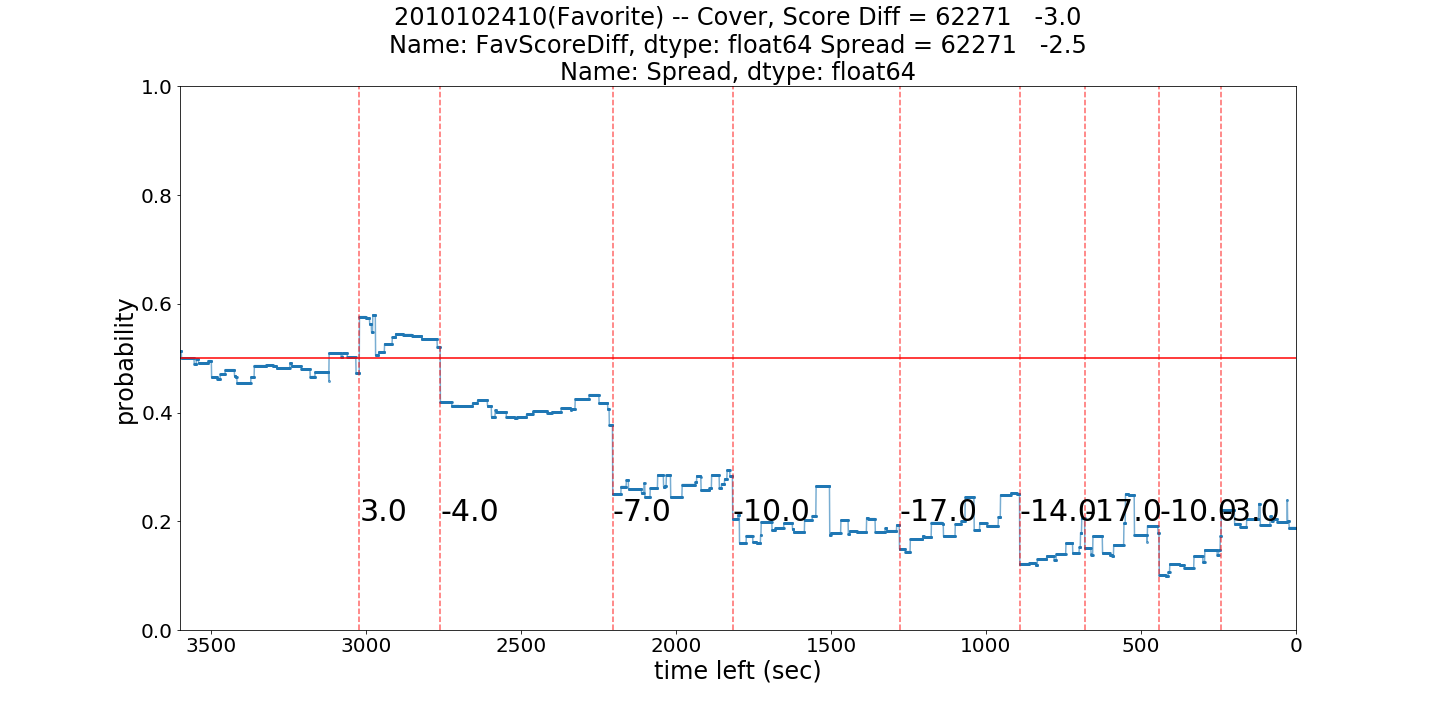 2010102410(Favorite) -- Cover, Score Diff = 62271   -3.0
Name: FavScoreDiff, dtype: float64 Spread = 62271   -2.5
Name: Spread, dtype: float64
1.0
0.8
0.6
0.4
0.2
0.0
probability
3.0 -4.0 -7.0 -10.0 -17.0 -14.0 -17.0 -10.0 -3.0
3500 3000 2500 2000 1500 1000 500 0
time left (sec)